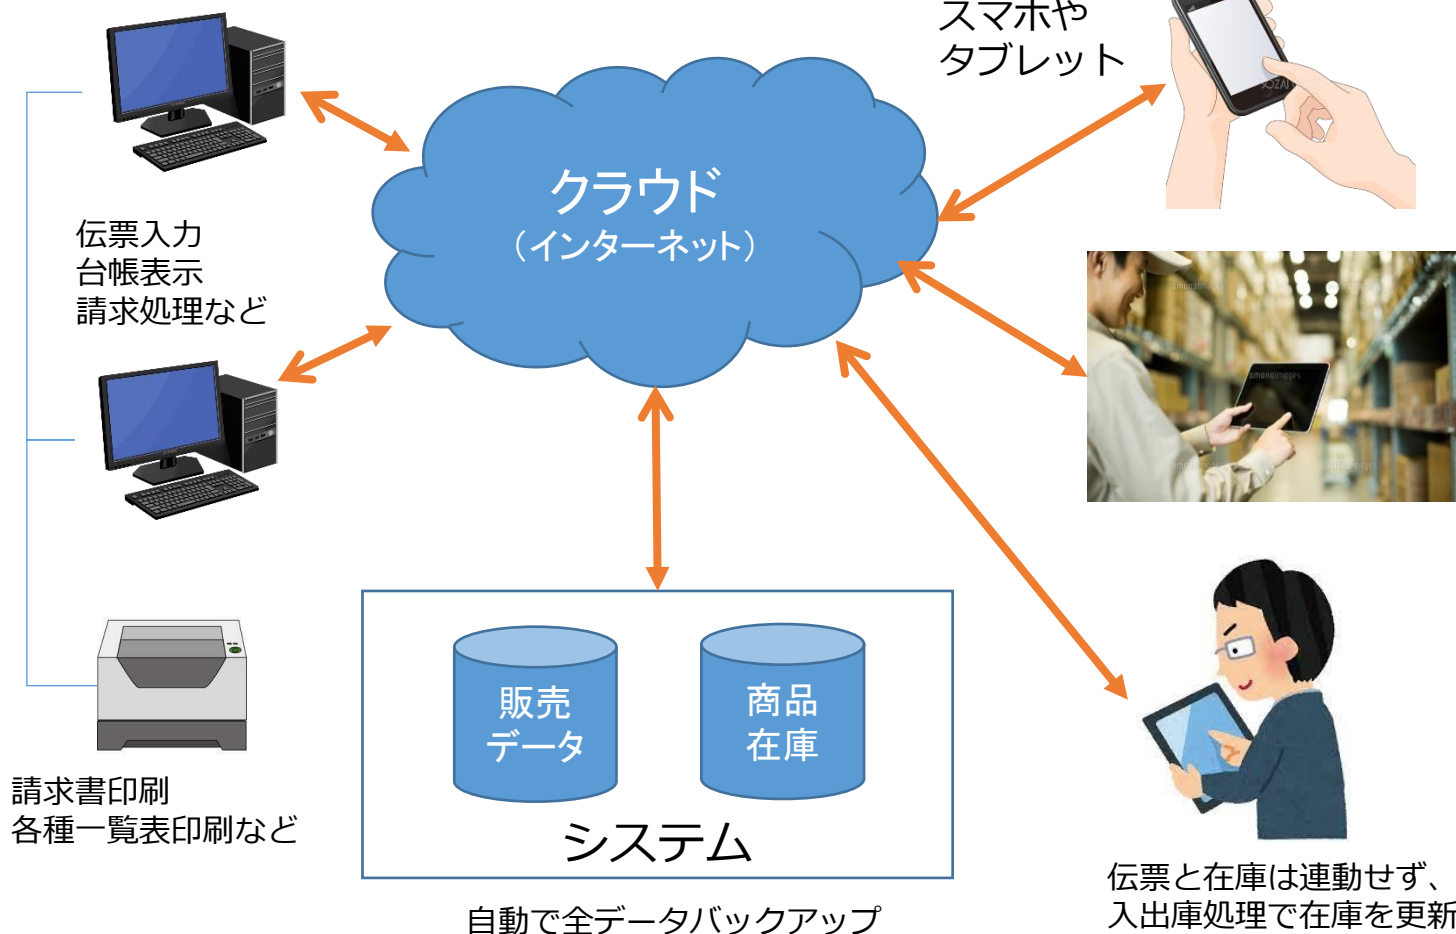 スマホや
タブレット
クラウド
（インターネット）
伝票入力
台帳表示
請求処理など
販売
データ
商品
在庫
システム
請求書印刷
各種一覧表印刷など
自動で全データバックアップ
伝票と在庫は連動せず、
入出庫処理で在庫を更新
amanaimages
amanaimages